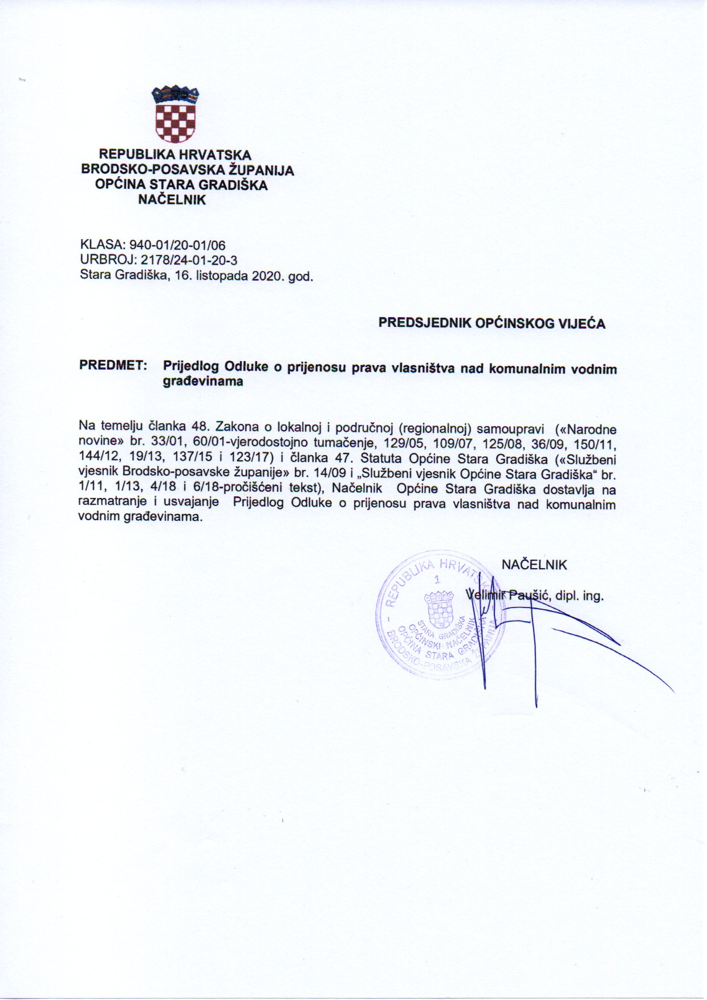 REPUBLIKA HRVATSKA
BRODSKO-POSAVSKA ŽUPANIJA
OPĆINA STARA GRADIŠKA
NAČELNIK
KLASA: 940-01/20-01/06
URBROJ: 2178/24-01-20-3
Stara Gradiška, 16. listopada 2020. god.
PREDSJEDNIK OPĆINSKOG VIJEĆA
PREDMET: Prijedlog Odluke o prijenosu prava vlasništva nad komunalnim vodnim
građevinama
Na temelju članka 48. Zakona o lokalnoj i područnoj (regionalnoj) samoupravi («Narodne
novine» br. 33/01, 60/01-vjerodostojno tumačenje, 129/05, 109/07, 125/08, 36/09, 150/11,
144/12, 19/13, 137/15 i 123/17) i članka 47. Statuta Općine Stara Gradiška («Službeni
vjesnik Brodsko-posavske županije» br. 14/09 i „Službeni vjesnik Općine Stara Gradiška“ br.
1/11, 1/13, 4/18 i 6/18-pročišćeni tekst), Načelnik Općine Stara Gradiška dostavlja na
razmatranje i usvajanje Prijedlog Odluke o prijenosu prava vlasništva nad komunalnim
vodnim građevinama.
NAČELNIK
Velimir Paušić, dipl. ing.
REPUBLIKA HRVATSKA
1
STARA GRADIŠKA
OPĆINSKI NAČELNIK
OPĆINA STARA GRADIŠKA
BRODSKO-POSAVSKA ŽUPANIJA